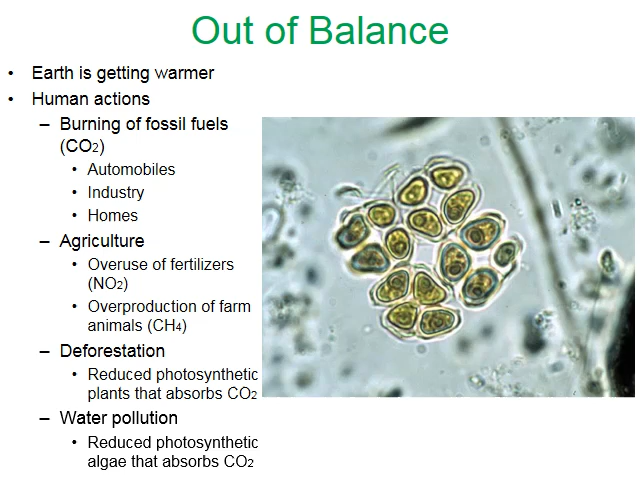 Out of Balance
• Earth is getting warmer
• Human actions
– Burning of fossil fuels
(CO2)
• Automobiles
• Industry
• Homes
– Agriculture
• Overuse of fertilizers
(NO2)
• Overproduction of farm
animals (CH4)
– Deforestation
• Reduced photosynthetic
plants that absorbs CO2
– Water pollution
• Reduced photosynthetic
algae that absorbs CO2